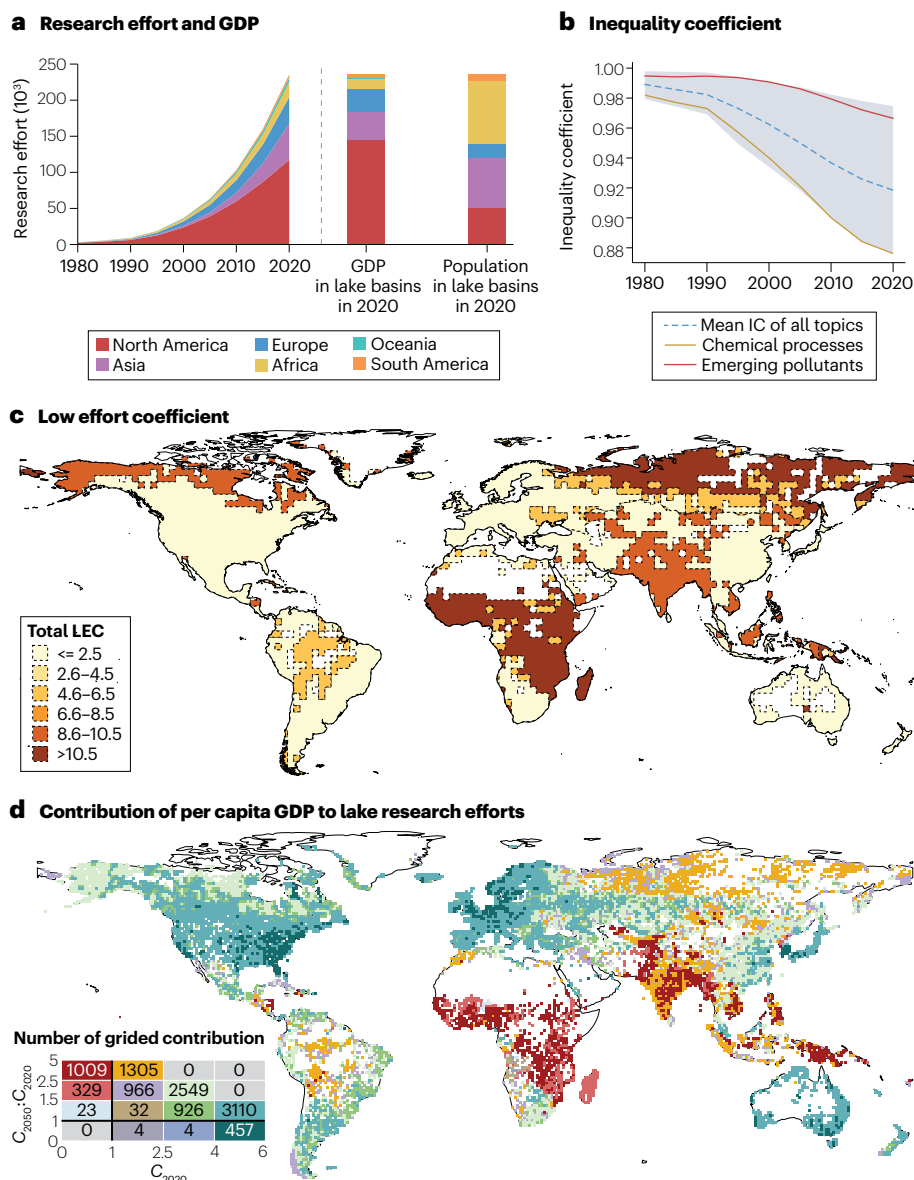 a Research effort and GDP
Research effort (10³)
250
200
150
100
50
0
1980 1990 2000 2010 2020
GDP
in lake basins
in 2020
Population
in lake basins
in 2020
North America Europe Oceania
Asia Africa South America
b Inequality coefficient
Inequality coefficient
1.00
0.98
0.96
0.94
0.92
0.90
0.88
1980 1990 2000 2010 2020
Mean IC of all topics
Chemical processes
Emerging pollutants
c Low effort coefficient
Total LEC
<= 2.5
2.6–4.5
4.6–6.5
6.6–8.5
8.6–10.5
>10.5
d Contribution of per capita GDP to lake research efforts
Number of grided contribution
C2050:C2020
5
2.5
1.5
1
0
1009 1305 0 0
329 966 2549 0
23 32 926 3110
0 4 4 457
0 1 2.5 4 6
C2020